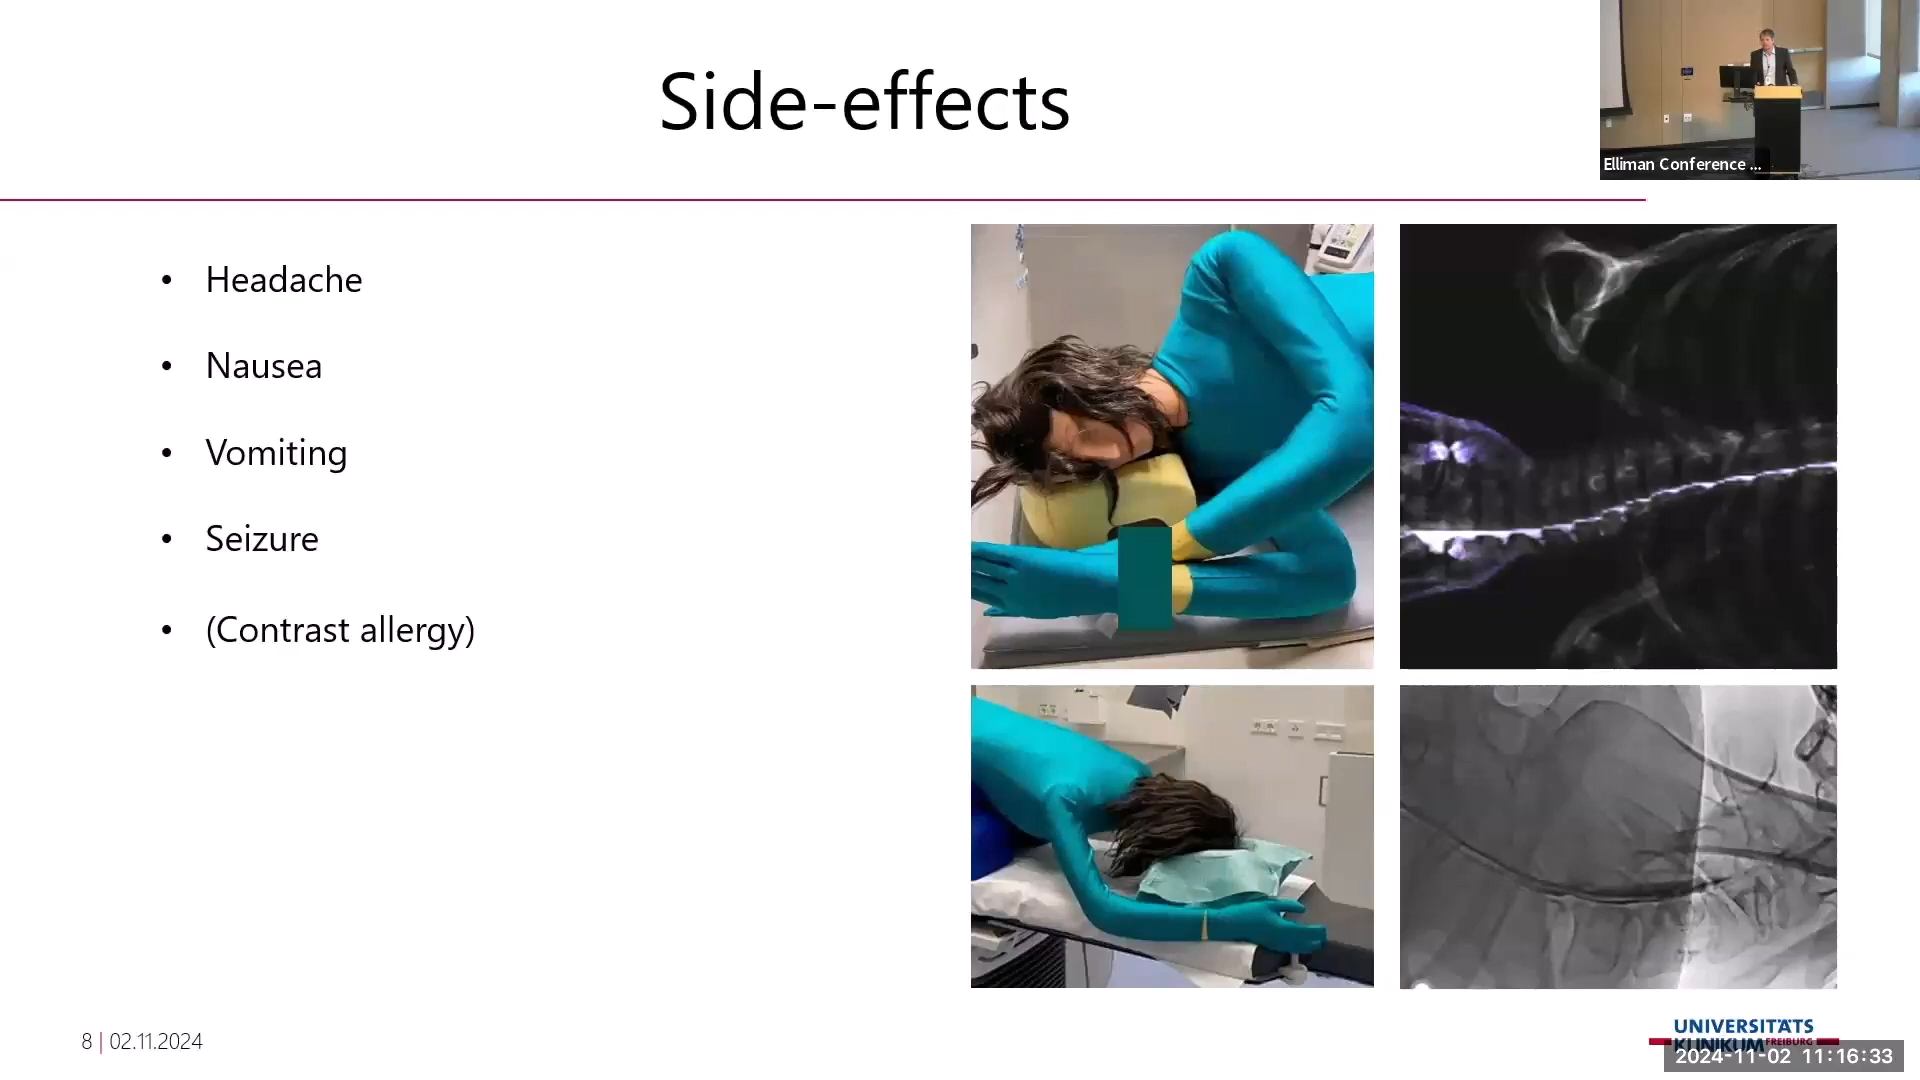 Side-effects
Elliman Conference ...
• Headache
• Nausea
• Vomiting
• Seizure
• (Contrast allergy)
8 | 02.11.2024
UNIVERSITÄTS
KLINIKUM FREIBURG
2024-11-02 11:16:33